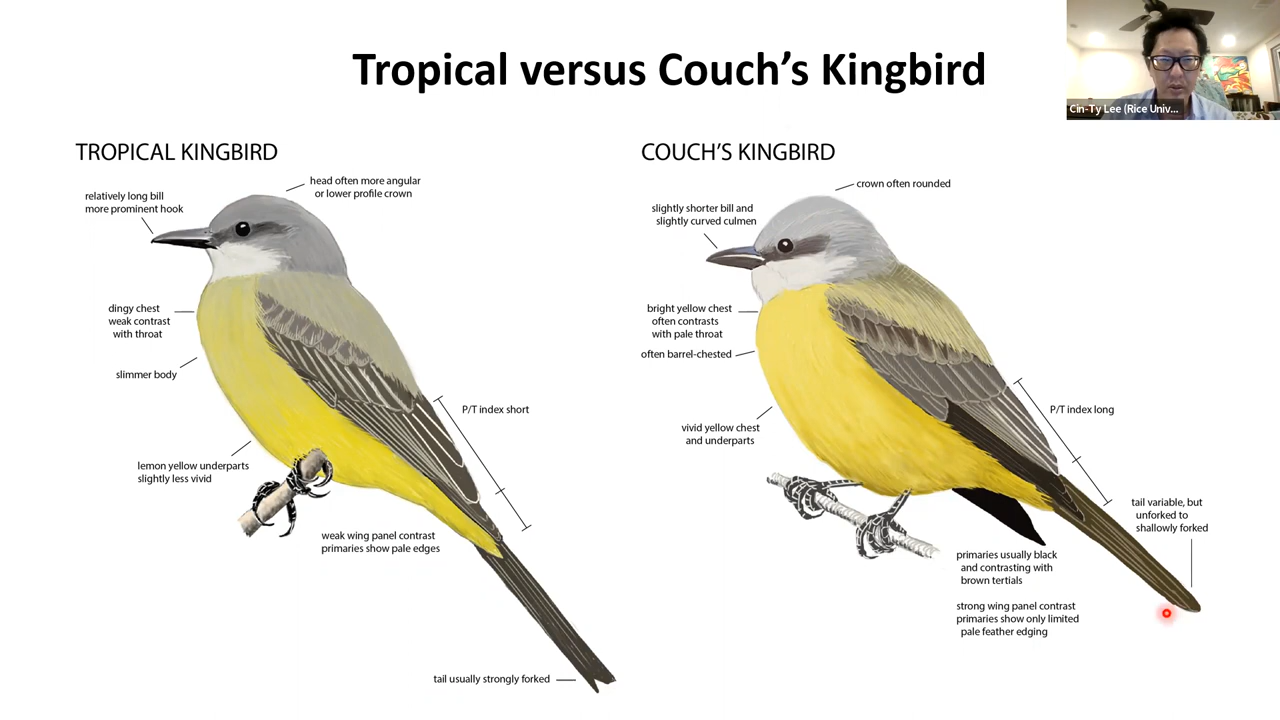 Tropical versus Couch’s Kingbird
Cin-Ty Lee (Rice Univ...
TROPICAL KINGBIRD
head often more angular
or lower profile crown
relatively long bill
more prominent hook
dingy chest
weak contrast
with throat
slimmer body
P/T index short
lemon yellow underparts
slightly less vivid
weak wing panel contrast
primaries show pale edges
tail usually strongly forked
COUCH’S KINGBIRD
crown often rounded
slightly shorter bill and
slightly curved culmen
bright yellow chest
often contrasts
with pale throat
often barrel-chested
P/T index long
vivid yellow chest
and underparts
tail variable, but
unforked to
shallowly forked
primaries usually black
and contrasting with
brown tertials
strong wing panel contrast
primaries show only limited
pale feather edging